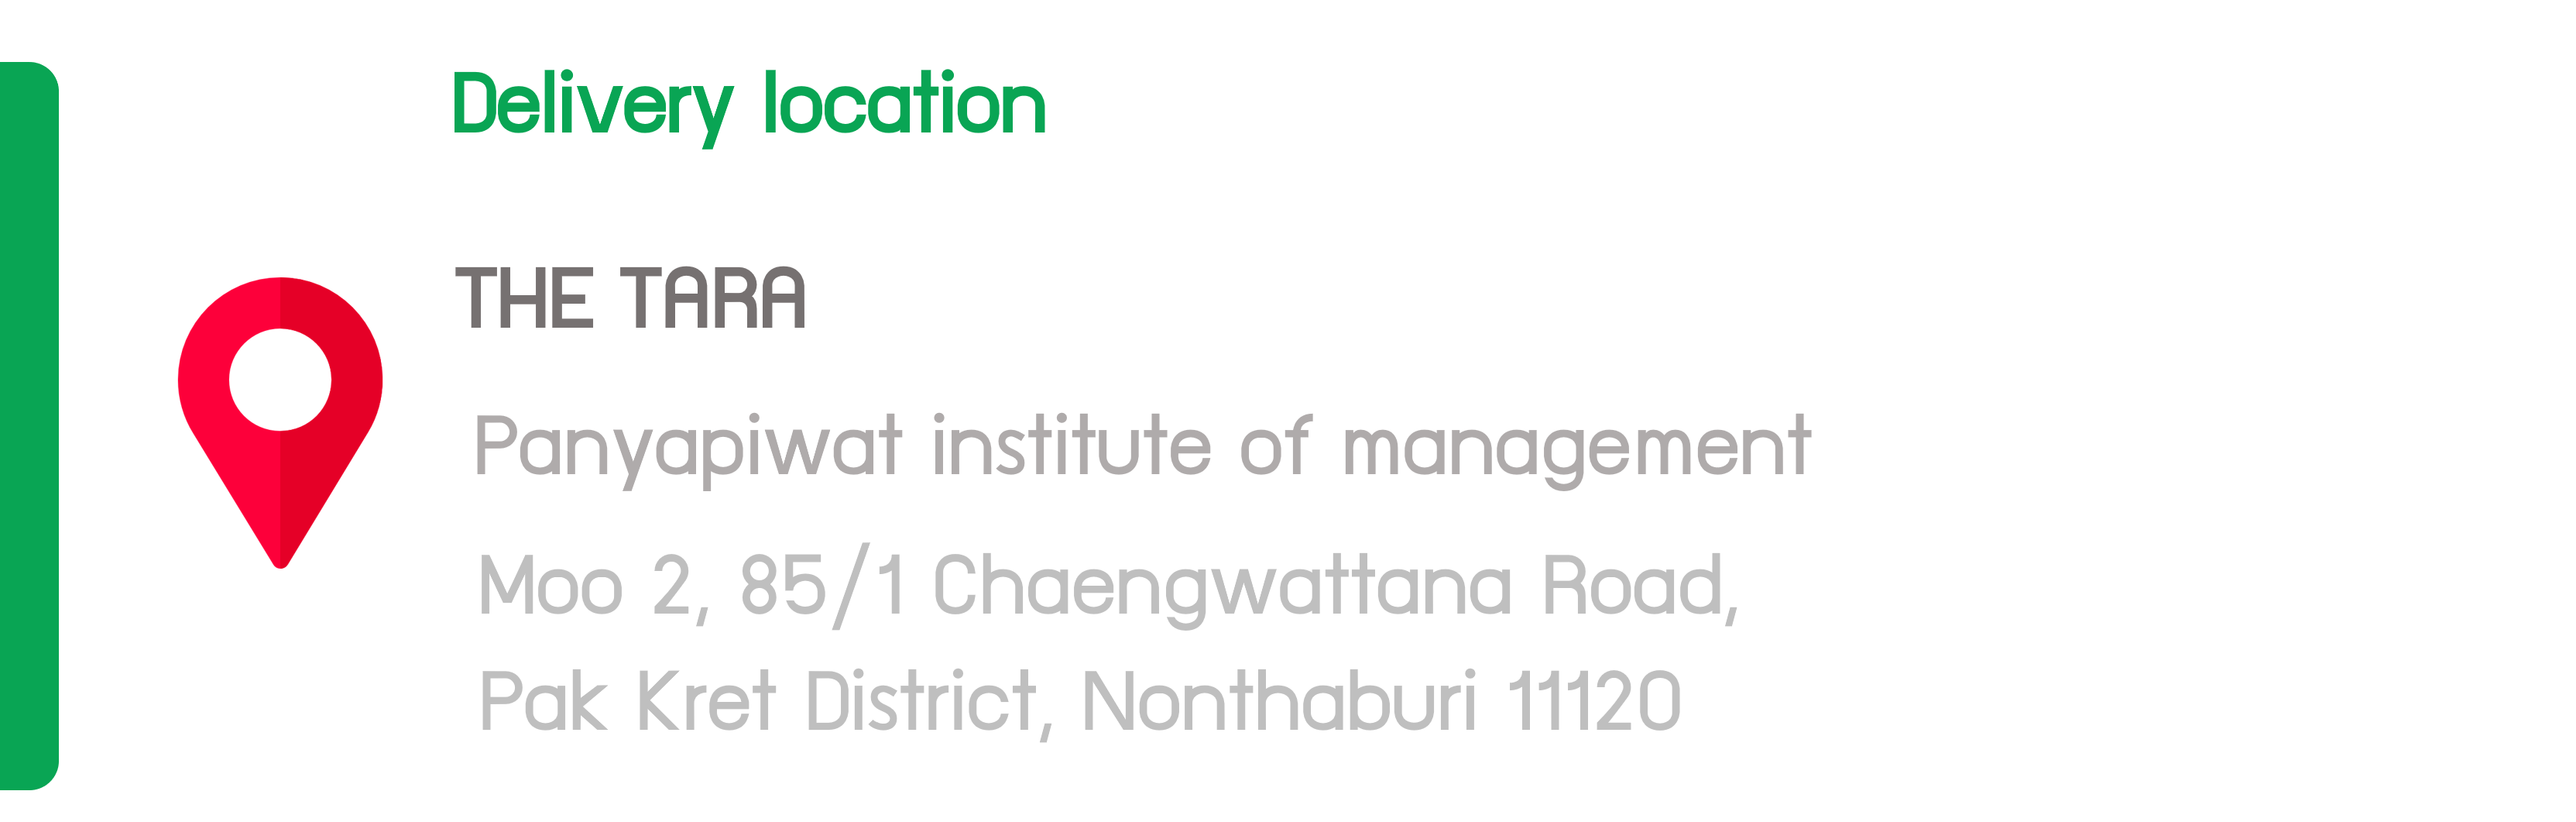 Delivery location
THE TARA
Panyapiwat institute of management
Moo 2, 85/1 Chaengwattana Road,
Pak Kret District, Nonthaburi 11120